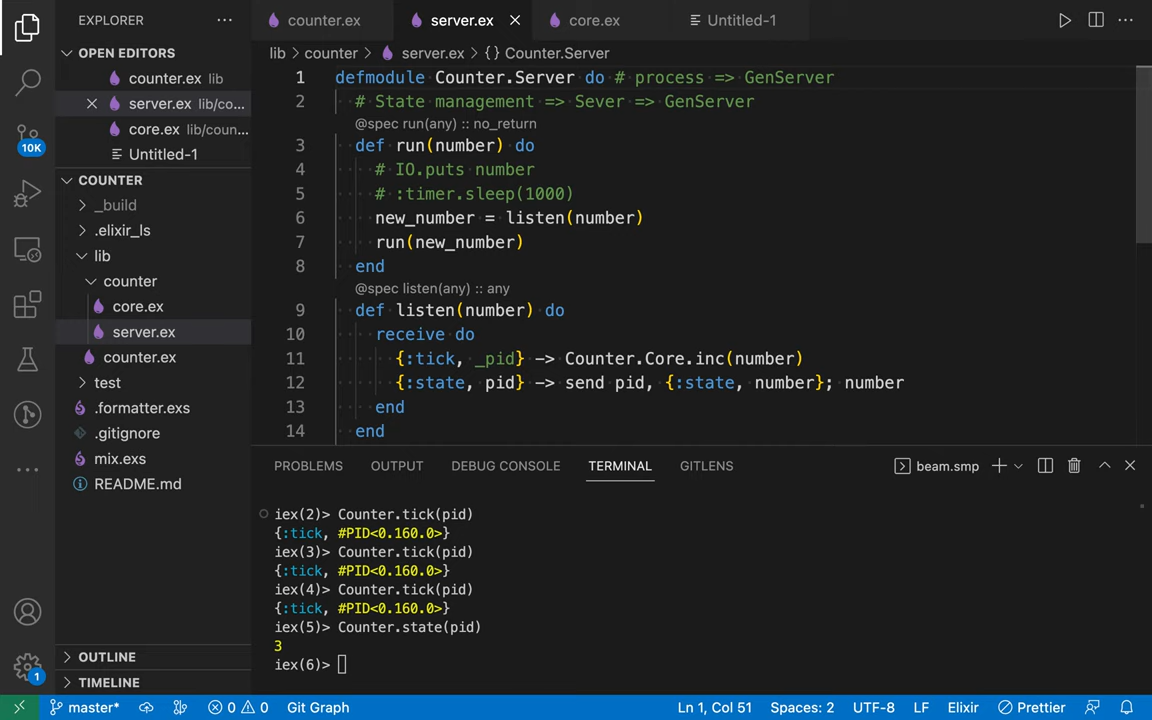 EXPLORER
OPEN EDITORS
counter.ex lib
server.ex lib/co...
core.ex lib/coun...
Untitled-1
COUNTER
_build
.elixir_ls
lib
counter
core.ex
server.ex
counter.ex
test
.formatter.exs
.gitignore
mix.exs
README.md
OUTLINE
TIMELINE
10K
1
counter.ex
server.ex
core.ex
Untitled-1
lib > counter > server.ex > {} Counter.Server
1 defmodule Counter.Server do # process => GenServer
2 # State management => Sever => GenServer
@spec run(any) :: no_return
3 def run(number) do
4 # IO.puts number
5 # :timer.sleep(1000)
6 new_number = listen(number)
7 run(new_number)
8 end
@spec listen(any) :: any
9 def listen(number) do
10 receive do
11 {:tick, _pid} -> Counter.Core.inc(number)
12 {:state, pid} -> send pid, {:state, number}; number
13 end
14 end
PROBLEMS OUTPUT DEBUG CONSOLE TERMINAL GITLENS
beam.smp
iex(2)> Counter.tick(pid)
{:tick, #PID<0.160.0>}
iex(3)> Counter.tick(pid)
{:tick, #PID<0.160.0>}
iex(4)> Counter.tick(pid)
{:tick, #PID<0.160.0>}
iex(5)> Counter.state(pid)
3
iex(6)>
master* 0 0 Git Graph Ln 1, Col 51 Spaces: 2 UTF-8 LF Elixir Prettier